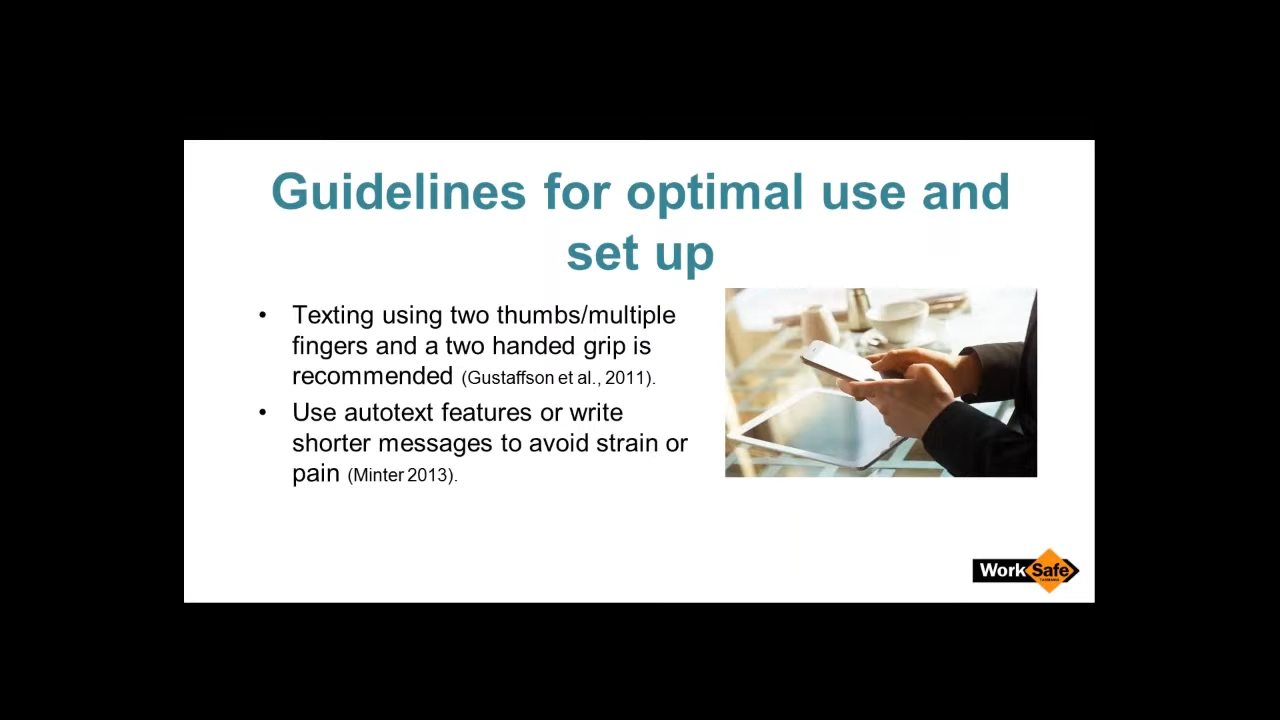 Guidelines for optimal use and
set up
• Texting using two thumbs/multiple
fingers and a two handed grip is
recommended (Gustaffson et al., 2011).
• Use autotext features or write
shorter messages to avoid strain or
pain (Minter 2013).
WorkSafe
TASMANIA